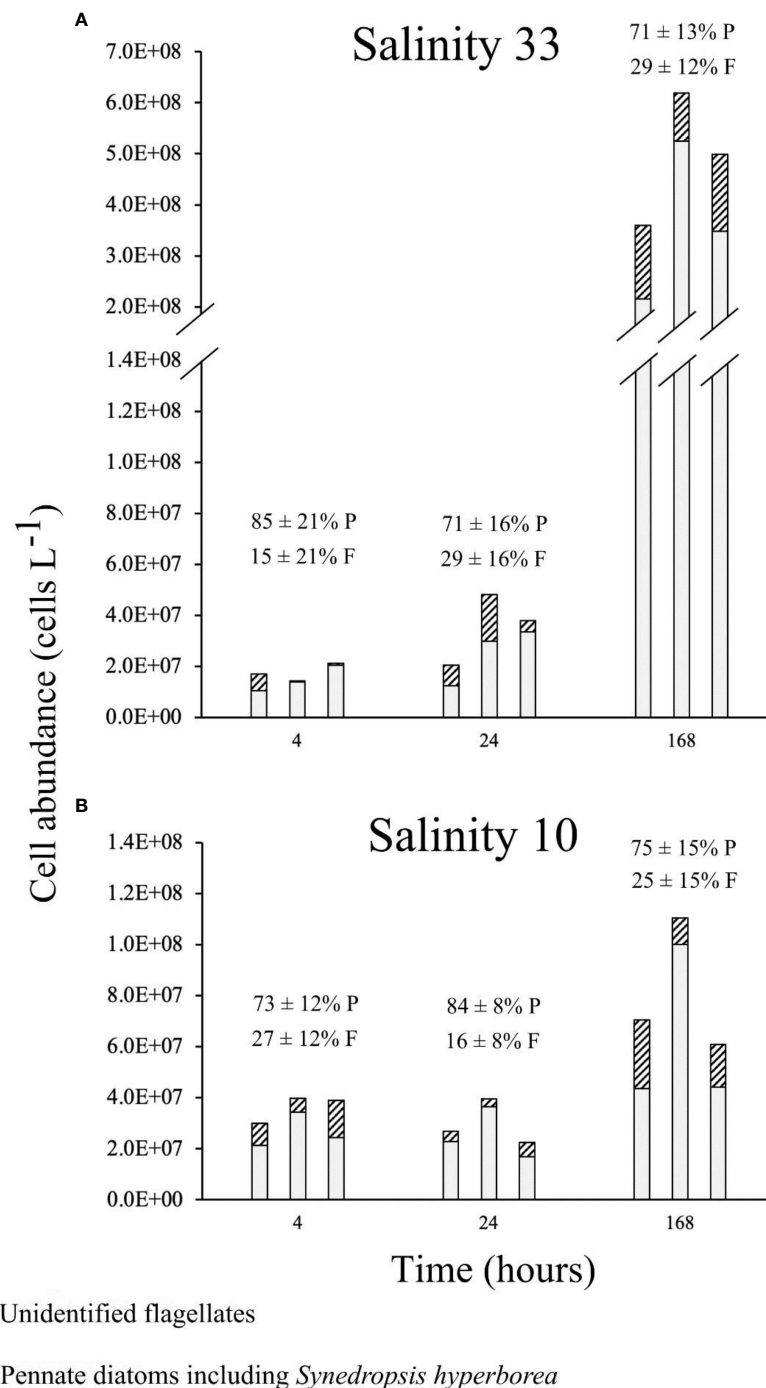 A
Salinity 33
71 ± 13% P
29 ± 12% F
7.0E+08
6.0E+08
5.0E+08
4.0E+08
3.0E+08
2.0E+08
1.4E+08
1.2E+08
1.0E+08
8.0E+07
6.0E+07
4.0E+07
2.0E+07
0.0E+00
85 ± 21% P
15 ± 21% F
71 ± 16% P
29 ± 16% F
4 24 168
Cell abundance (cells L⁻¹)
B
Salinity 10
75 ± 15% P
25 ± 15% F
1.4E+08
1.2E+08
1.0E+08
8.0E+07
6.0E+07
4.0E+07
2.0E+07
0.0E+00
73 ± 12% P
27 ± 12% F
84 ± 8% P
16 ± 8% F
4 24 168
Time (hours)
Unidentified flagellates
Pennate diatoms including Synedropsis hyperborea